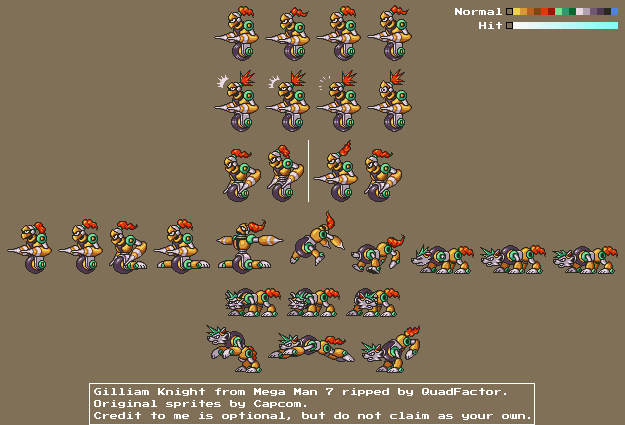 Normal
Hit
Gilliam Knight from Mega Man 7 ripped by QuadFactor.
Original sprites by Capcom.
Credit to me is optional, but do not claim as your own.